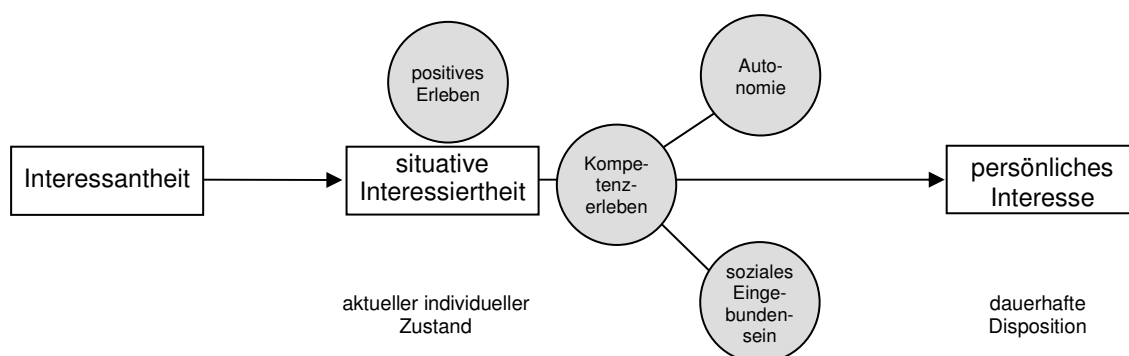 positives
Erleben
Auto-
nomie
Interessantheit
situative
Interessiertheit
Kompe-
tenz-
erleben
persönliches
Interesse
aktueller individueller
Zustand
soziales
Einge-
bunden-
sein
dauerhafte
Disposition